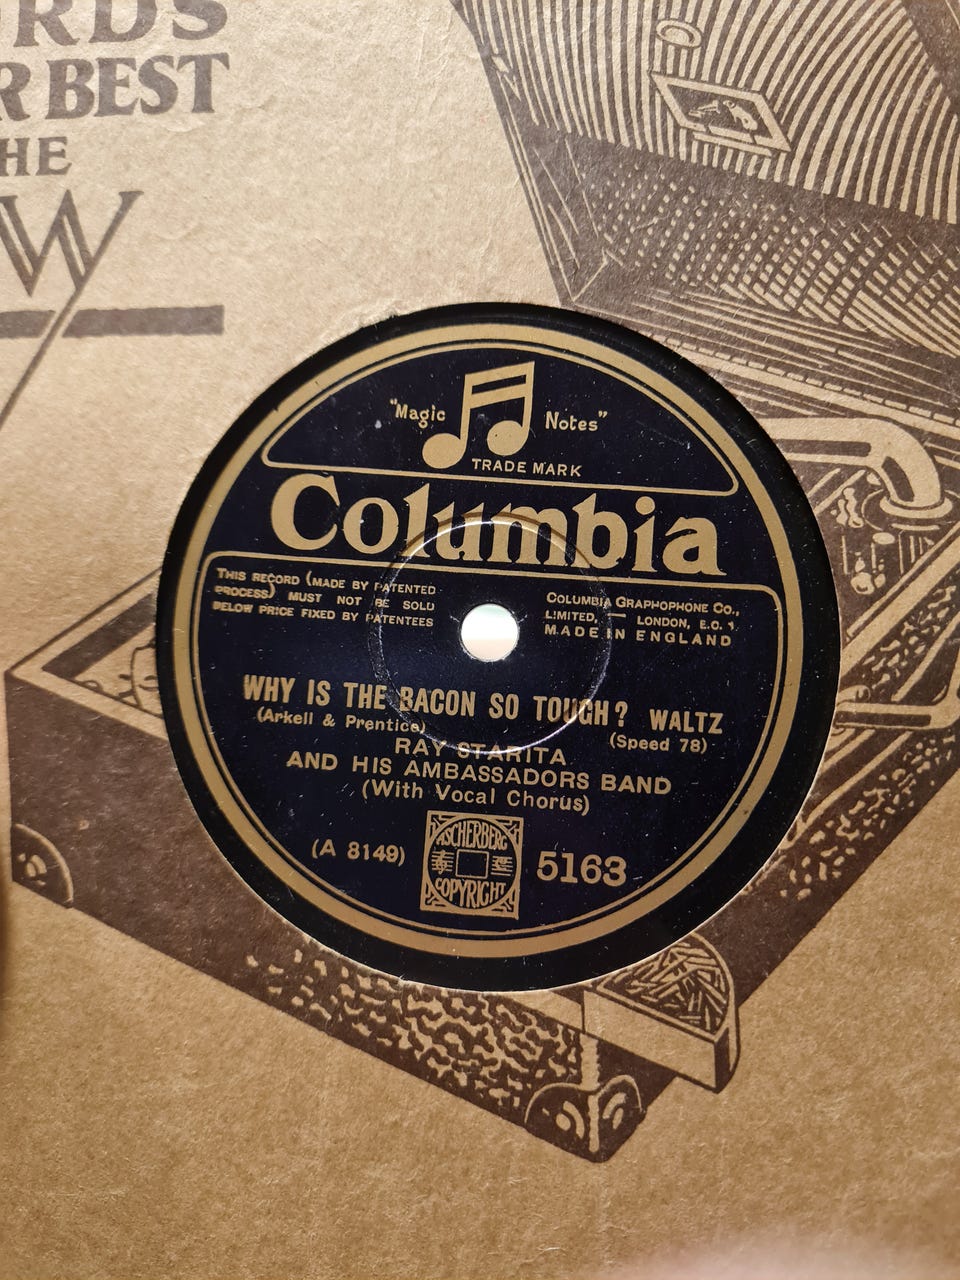 RDS
R BEST
HE
W
"Magic Notes"
TRADE MARK
Columbia
THIS RECORD (MADE BY PATENTED
PROCESS) MUST NOT BE SOLD
BELOW PRICE FIXED BY PATENTEES
COLUMBIA GRAPHOPHONE CO.,
LIMITED, — LONDON, E.C. 1.
MADE IN ENGLAND
WHY IS THE BACON SO TOUGH? WALTZ
(Arkell & Prentice)
(Speed 78)
RAY STARITA
AND HIS AMBASSADORS BAND
(With Vocal Chorus)
(A 8149)
ASCHERBERG
COPYRIGHT
5163